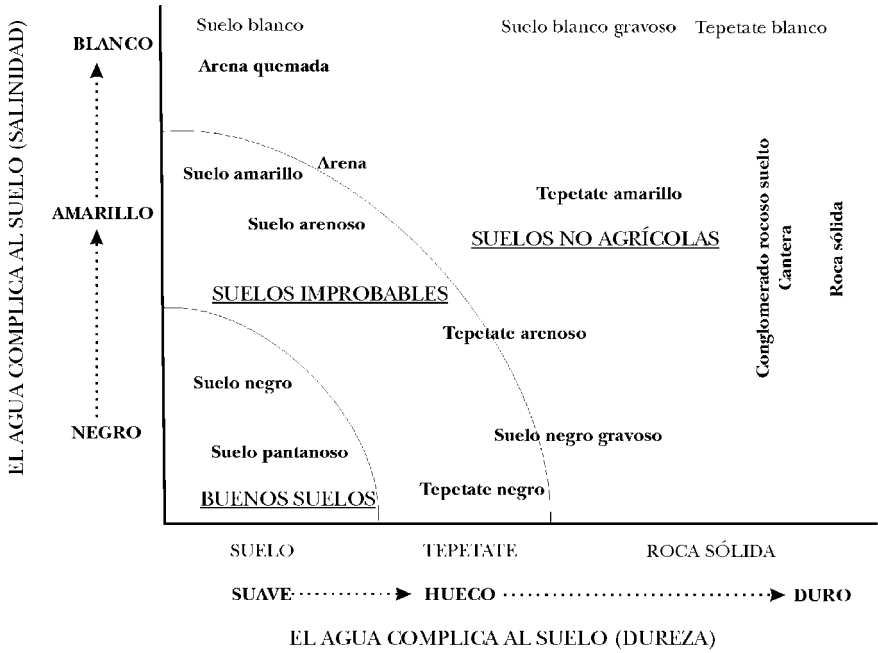 EL AGUA COMPLICA AL SUELO (SALINIDAD)
BLANCO
AMARILLO
NEGRO
Suelo blanco
Suelo blanco gravoso
Tepetate blanco
Arena quemada
Arena
Suelo amarillo
Tepetate amarillo
Suelo arenoso
SUELOS NO AGRÍCOLAS
Conglomerado rocoso suelto
Cantera
Roca sólida
SUELOS IMPROBABLES
Tepetate arenoso
Suelo negro
Suelo negro gravoso
Suelo pantanoso
Tepetate negro
BUENOS SUELOS
SUELO
TEPETATE
ROCA SÓLIDA
SUAVE
HUECO
DURO
EL AGUA COMPLICA AL SUELO (DUREZA)